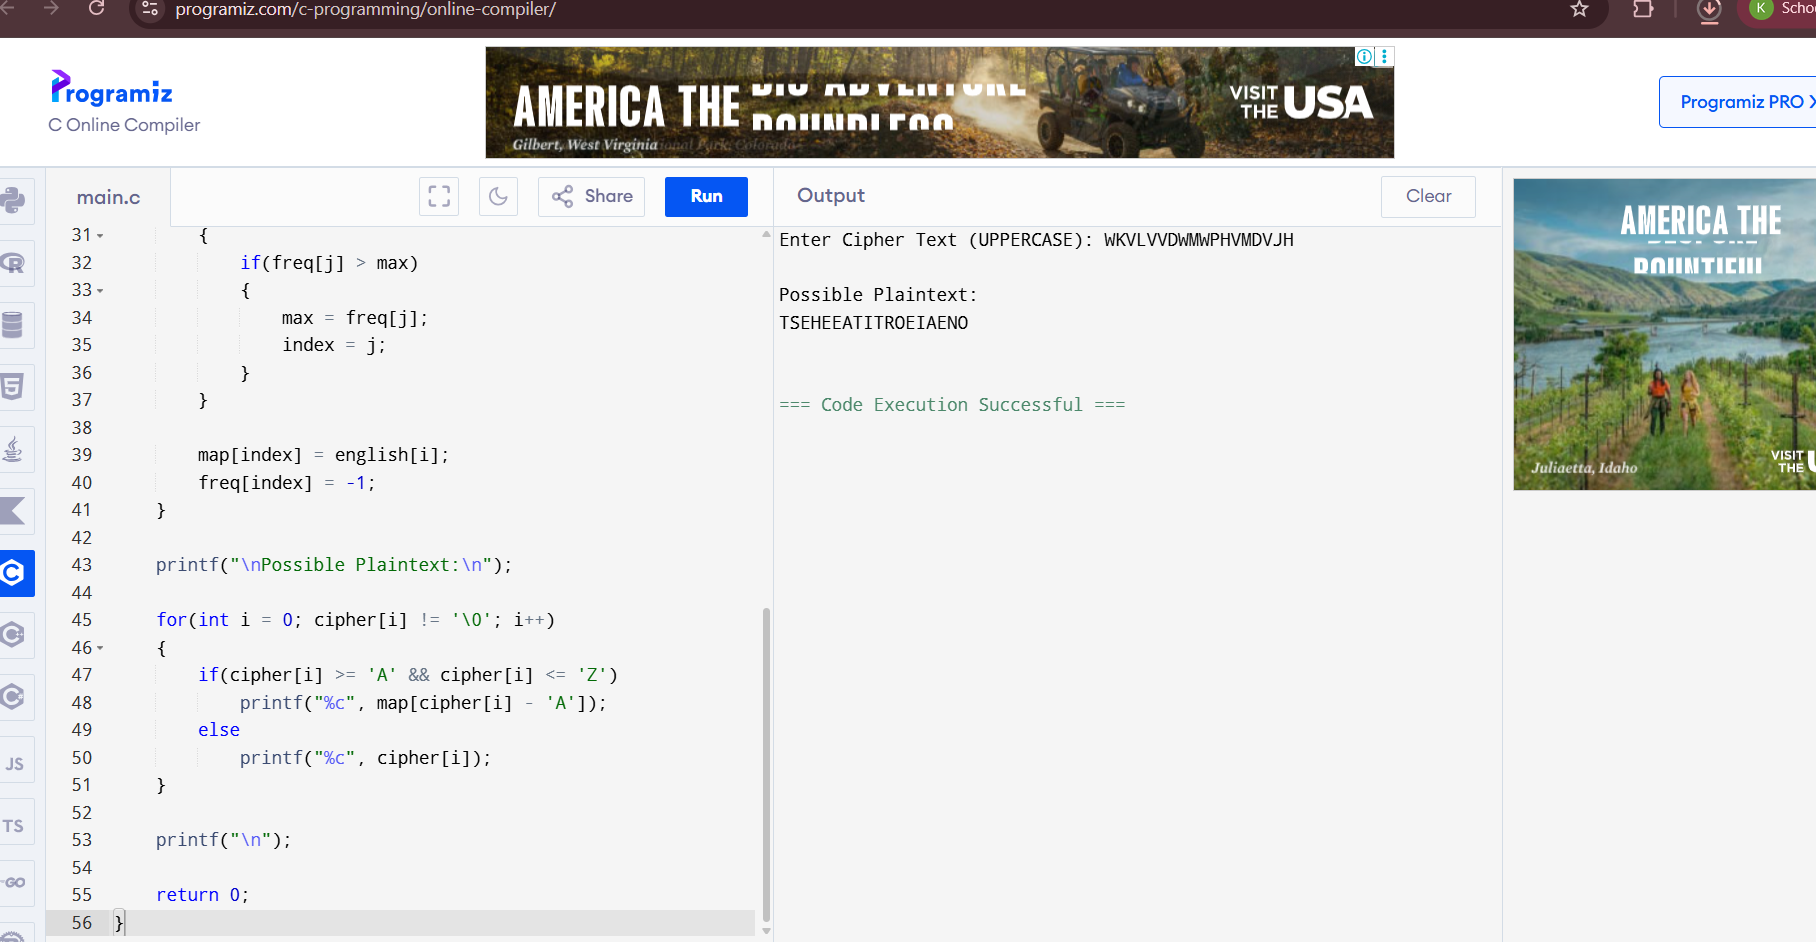 programiz.com/c-programming/online-compiler/
K
Programiz
C Online Compiler
AMERICA THE
Gilbert, West Virginia
VISIT
THE USA
Programiz PRO
main.c
Share
Run
Output
Clear
31 {
32 if(freq[j] > max)
33 {
34 max = freq[j];
35 index = j;
36 }
37 }
38
39 map[index] = english[i];
40 freq[index] = -1;
41 }
42
43 printf("\nPossible Plaintext:\n");
44
45 for(int i = 0; cipher[i] != '\0'; i++)
46 {
47 if(cipher[i] >= 'A' && cipher[i] <= 'Z')
48 printf("%c", map[cipher[i] - 'A']);
49 else
50 printf("%c", cipher[i]);
51 }
52
53 printf("\n");
54
55 return 0;
56 }
Enter Cipher Text (UPPERCASE): WKVLVVDWMWPHVMDVJH
Possible Plaintext:
TSEHEEATITROEIAENO
=== Code Execution Successful ===
AMERICA THE
Juliaetta, Idaho
VISIT
THE
JS
TS
GO